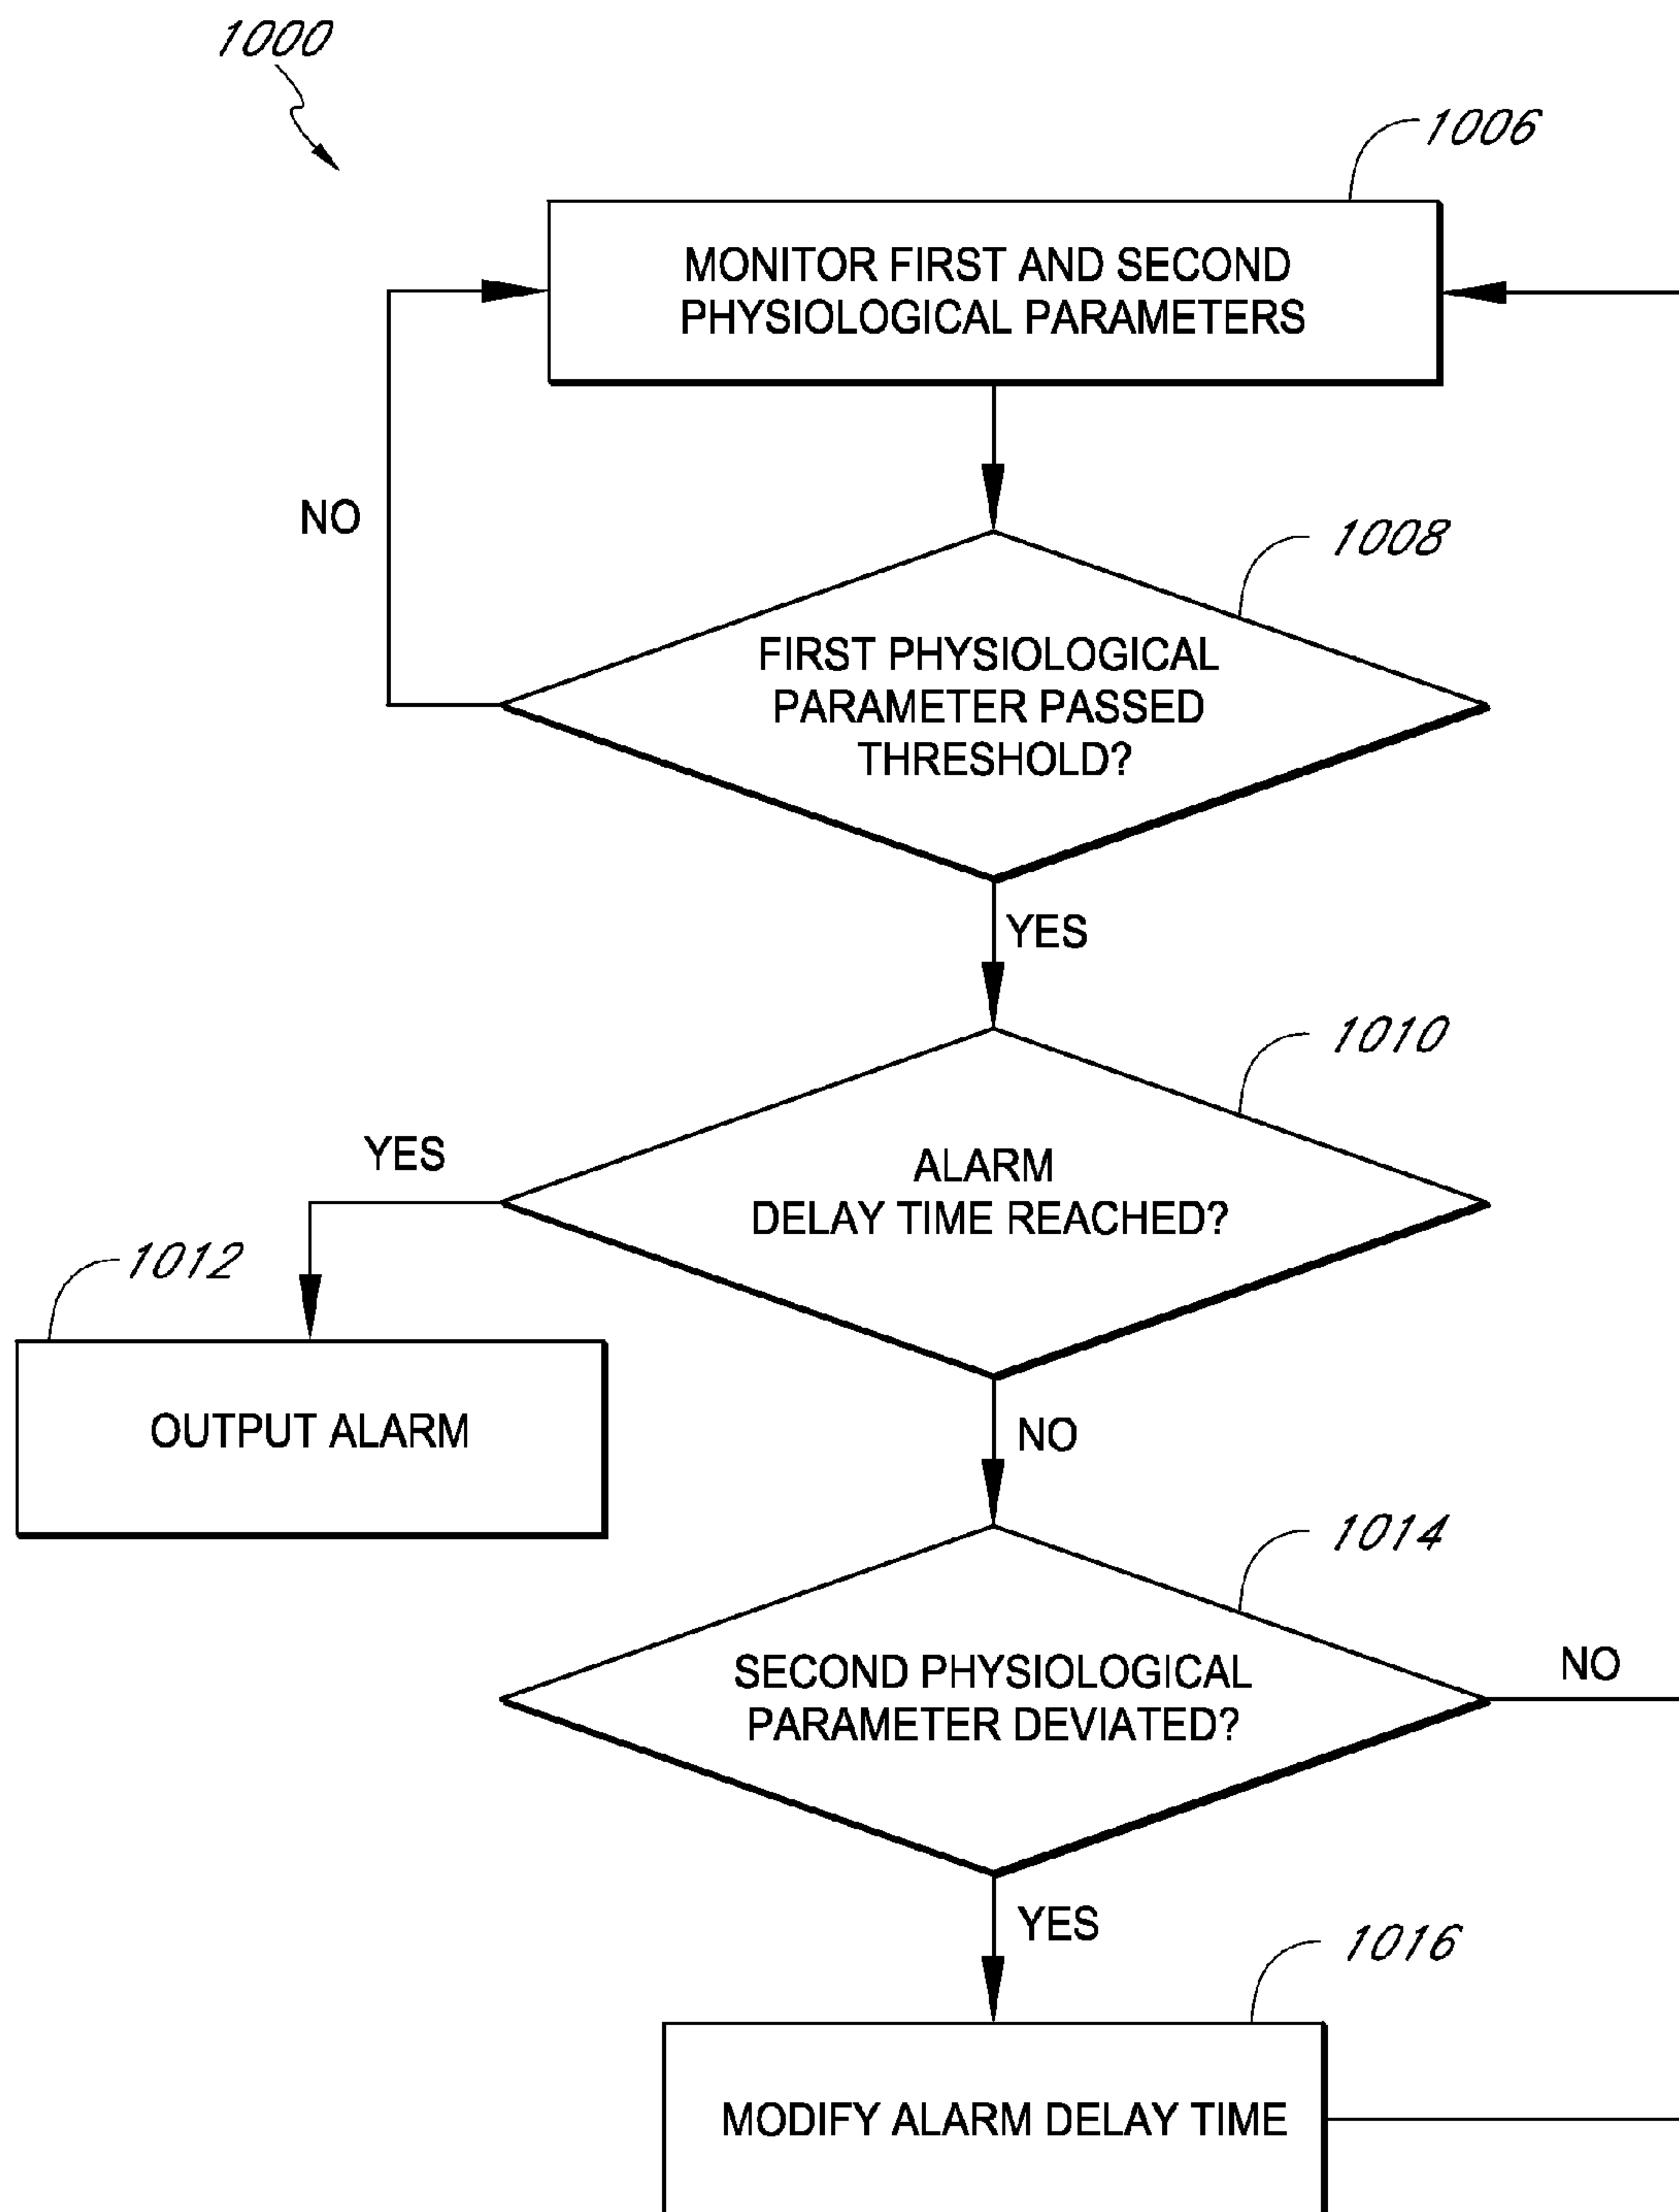 1000
1006
MONITOR FIRST AND SECOND
PHYSIOLOGICAL PARAMETERS
NO
1008
FIRST PHYSIOLOGICAL
PARAMETER PASSED
THRESHOLD?
YES
1010
YES
ALARM
DELAY TIME REACHED?
1012
OUTPUT ALARM
NO
1014
SECOND PHYSIOLOGICAL
PARAMETER DEVIATED?
NO
YES
1016
MODIFY ALARM DELAY TIME